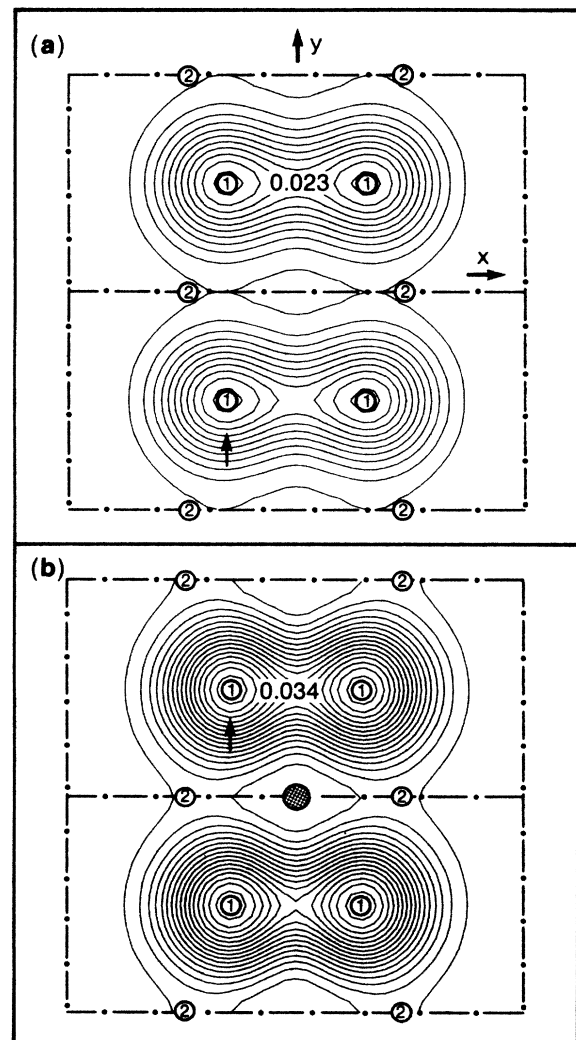 (a)
y
② ②
① 0.023 ①
x
② ②
① ①
② ②
(b)
② ②
① 0.034 ①
② ②
① ①
② ②